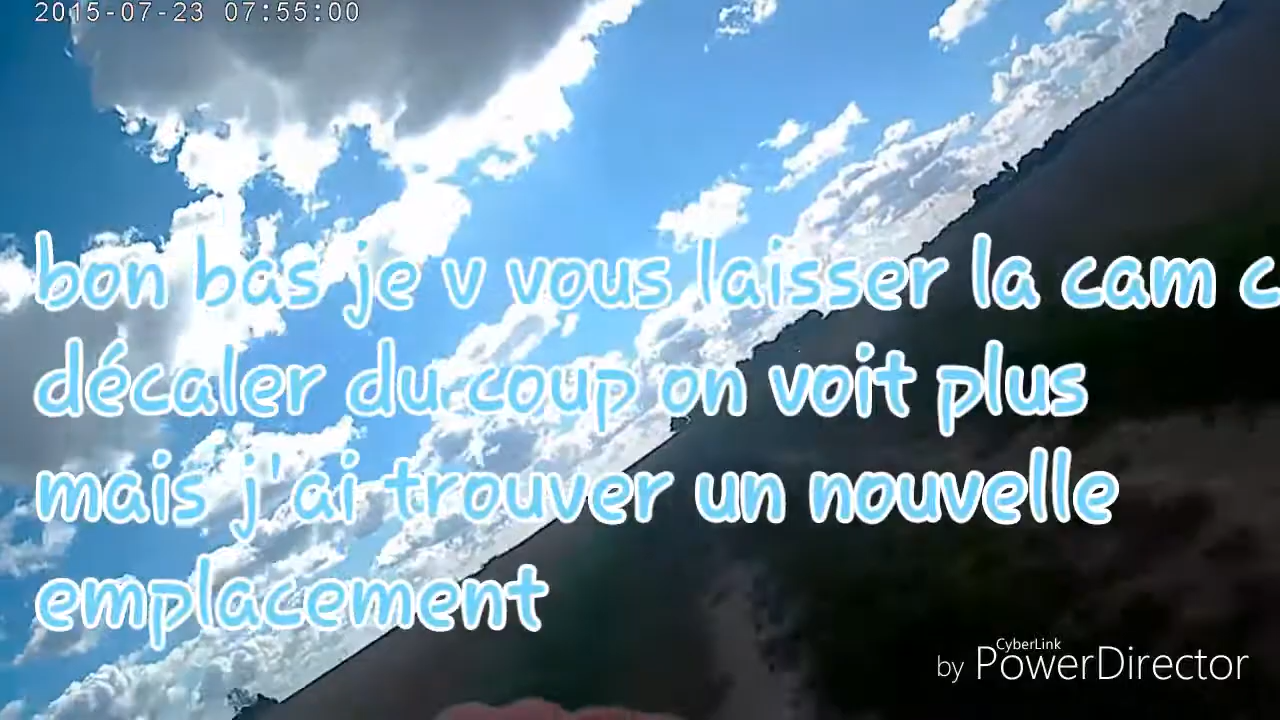 2015-07-23 07:55:00
bon bas je v vous laisser la cam c
décaler du coup on voit plus
mais j'ai trouver un nouvelle
emplacement
CyberLink
by PowerDirector